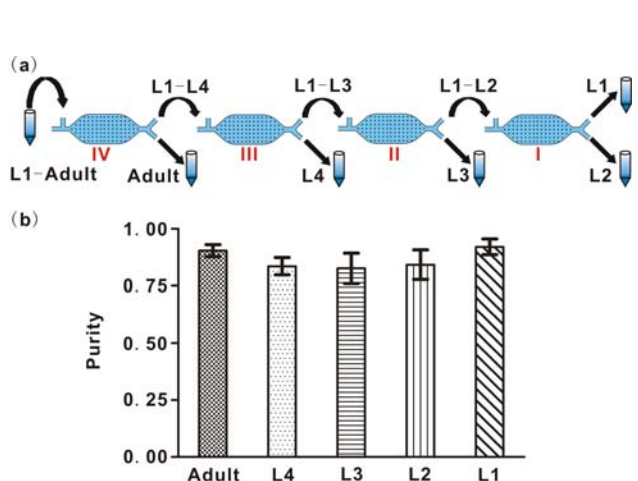 (a)
L1-L4
L1-L3
L1-L2
L1
IV
III
II
I
L1-Adult
Adult
L4
L3
L2
(b)
Purity
1.00
0.75
0.50
0.25
0.00
Adult
L4
L3
L2
L1